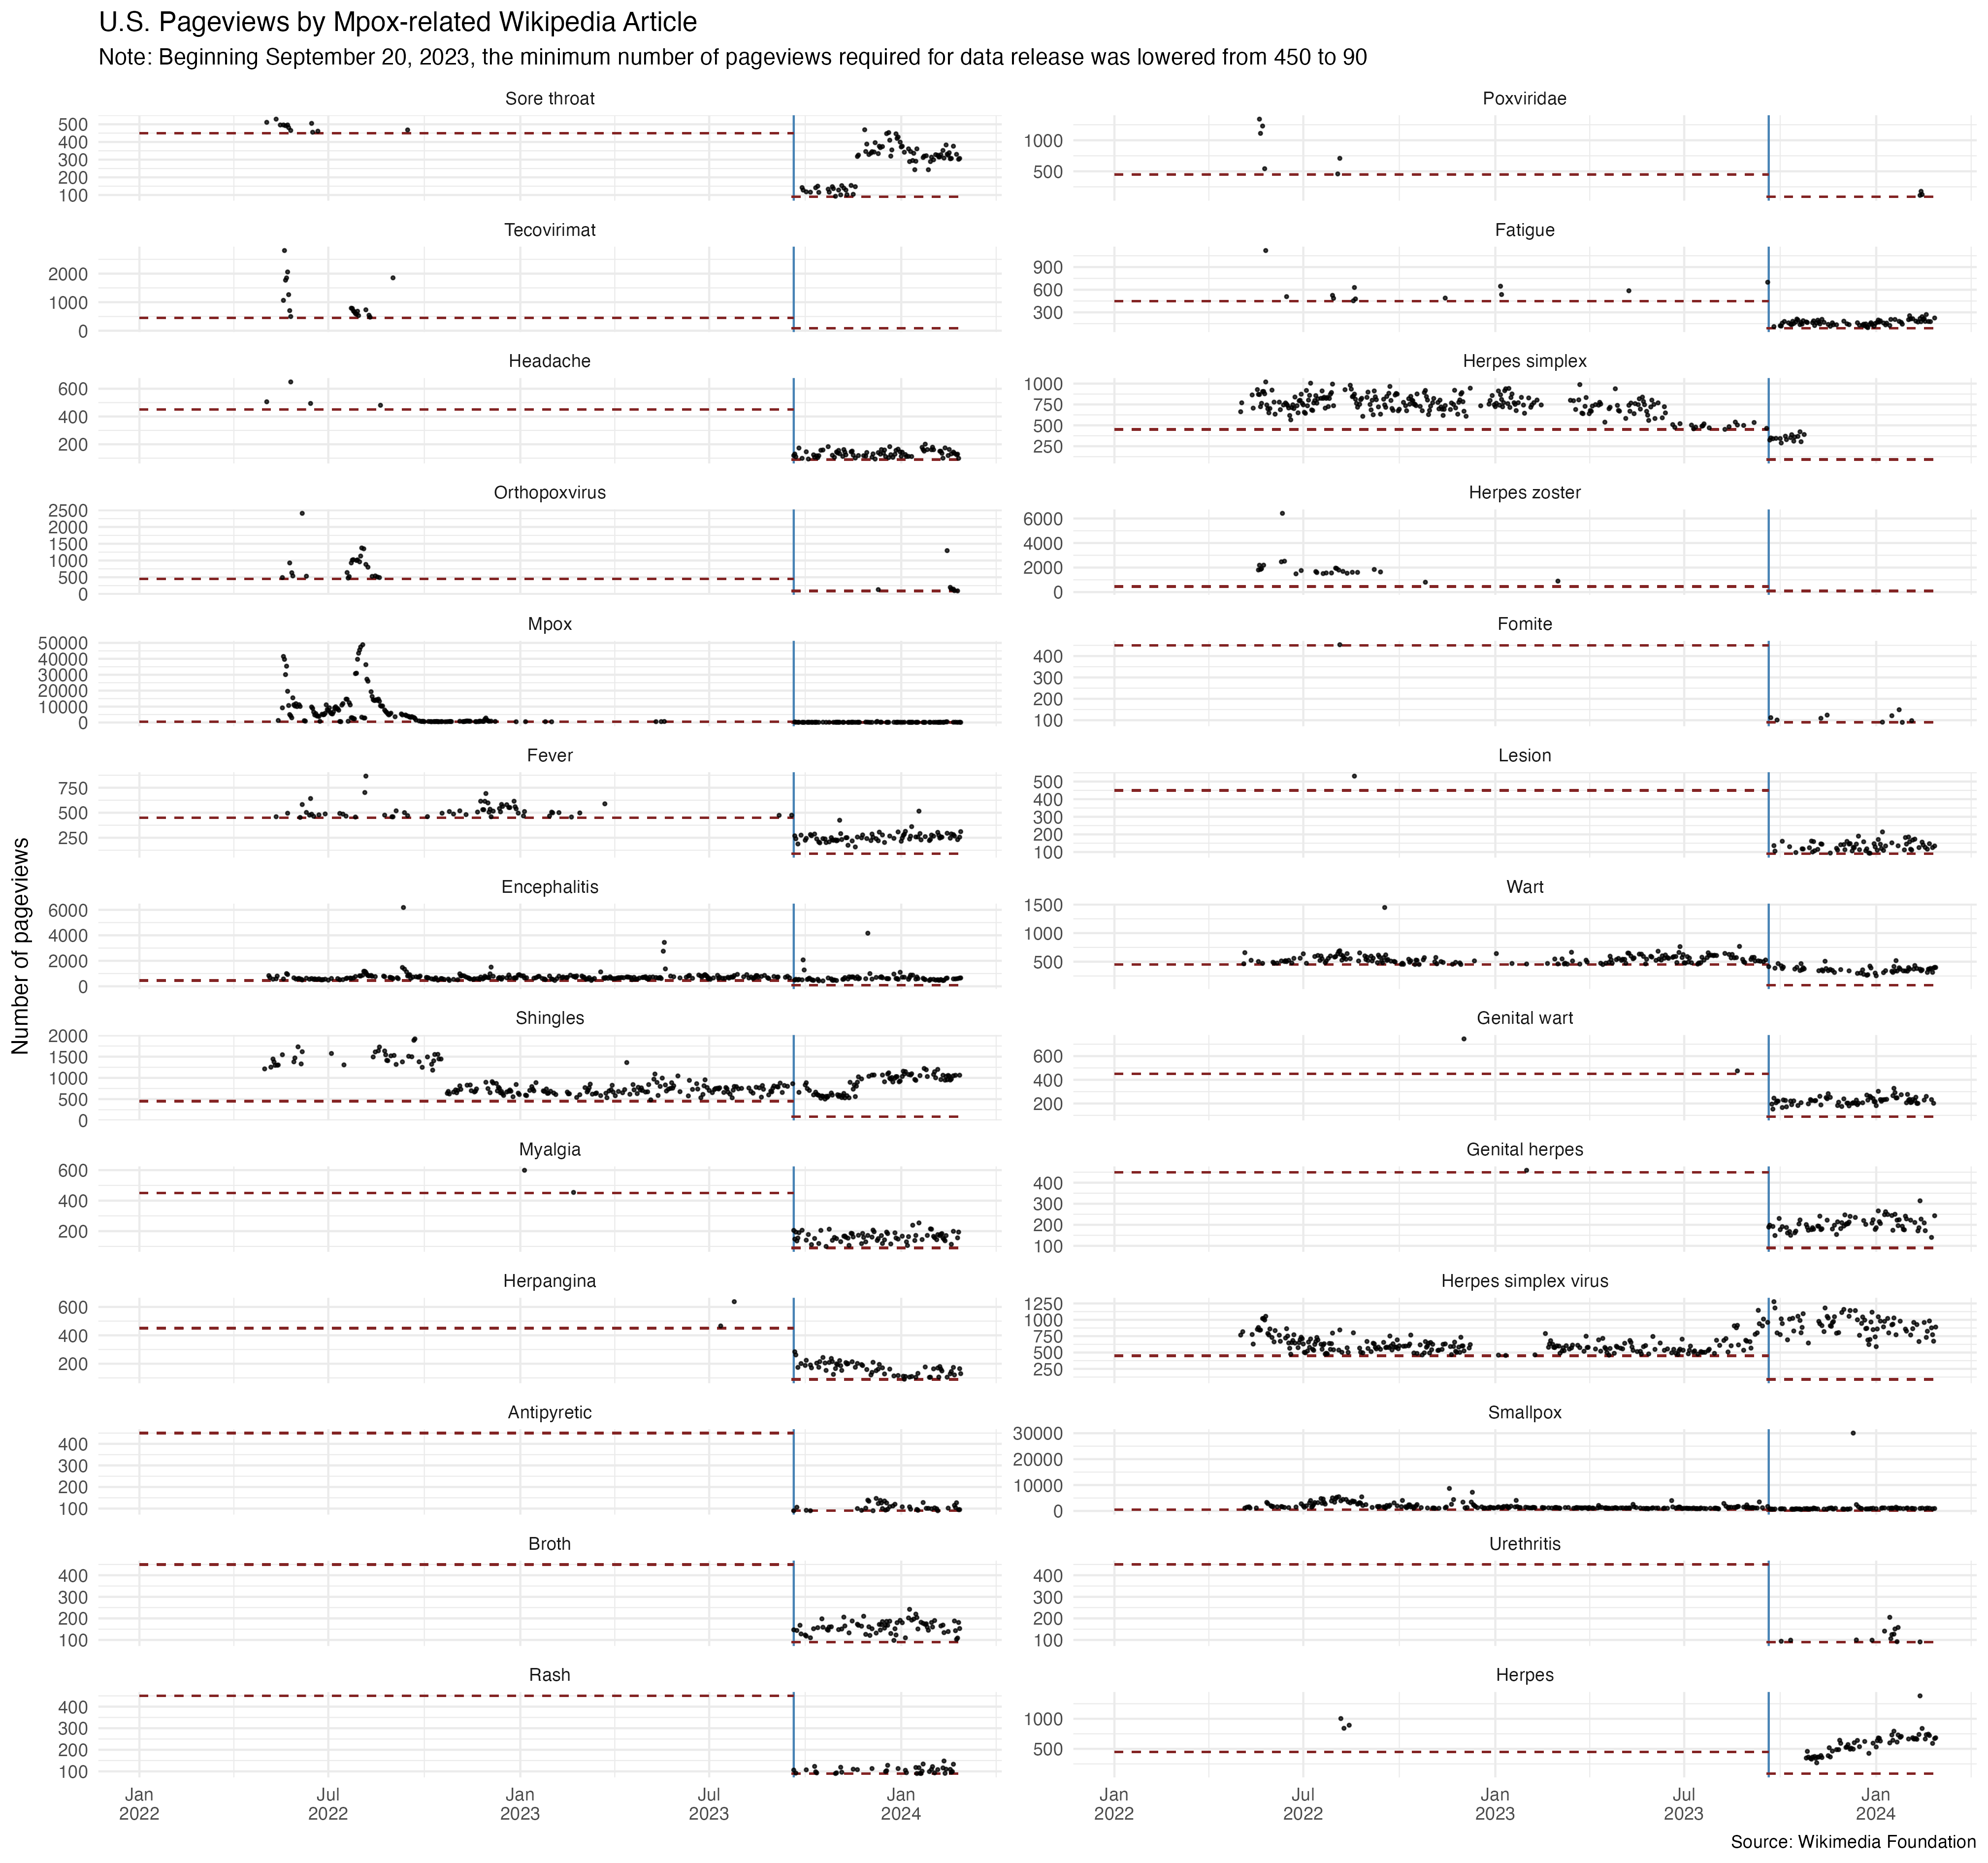 U.S. Pageviews by Mpox-related Wikipedia Article
Note: Beginning September 20, 2023, the minimum number of pageviews required for data release was lowered from 450 to 90
Number of pageviews
Sore throat
500
400
300
200
100
Poxviridae
1000
500
Tecovirimat
2000
1000
0
Fatigue
900
600
300
Headache
600
400
200
Herpes simplex
1000
750
500
250
Orthopoxvirus
2500
2000
1500
1000
500
0
Herpes zoster
6000
4000
2000
0
Mpox
50000
40000
30000
20000
10000
0
Fomite
400
300
200
100
Fever
750
500
250
Lesion
500
400
300
200
100
Encephalitis
6000
4000
2000
0
Wart
1500
1000
500
Shingles
2000
1500
1000
500
0
Genital wart
600
400
200
Myalgia
600
400
200
Genital herpes
400
300
200
100
Herpangina
600
400
200
Herpes simplex virus
1250
1000
750
500
250
Antipyretic
400
300
200
100
Smallpox
30000
20000
10000
0
Broth
400
300
200
100
Urethritis
400
300
200
100
Rash
400
300
200
100
Herpes
1000
500
Jan Jul Jan Jul Jan
2022 2022 2023 2023 2024
Jan Jul Jan Jul Jan
2022 2022 2023 2023 2024
Source: Wikimedia Foundation